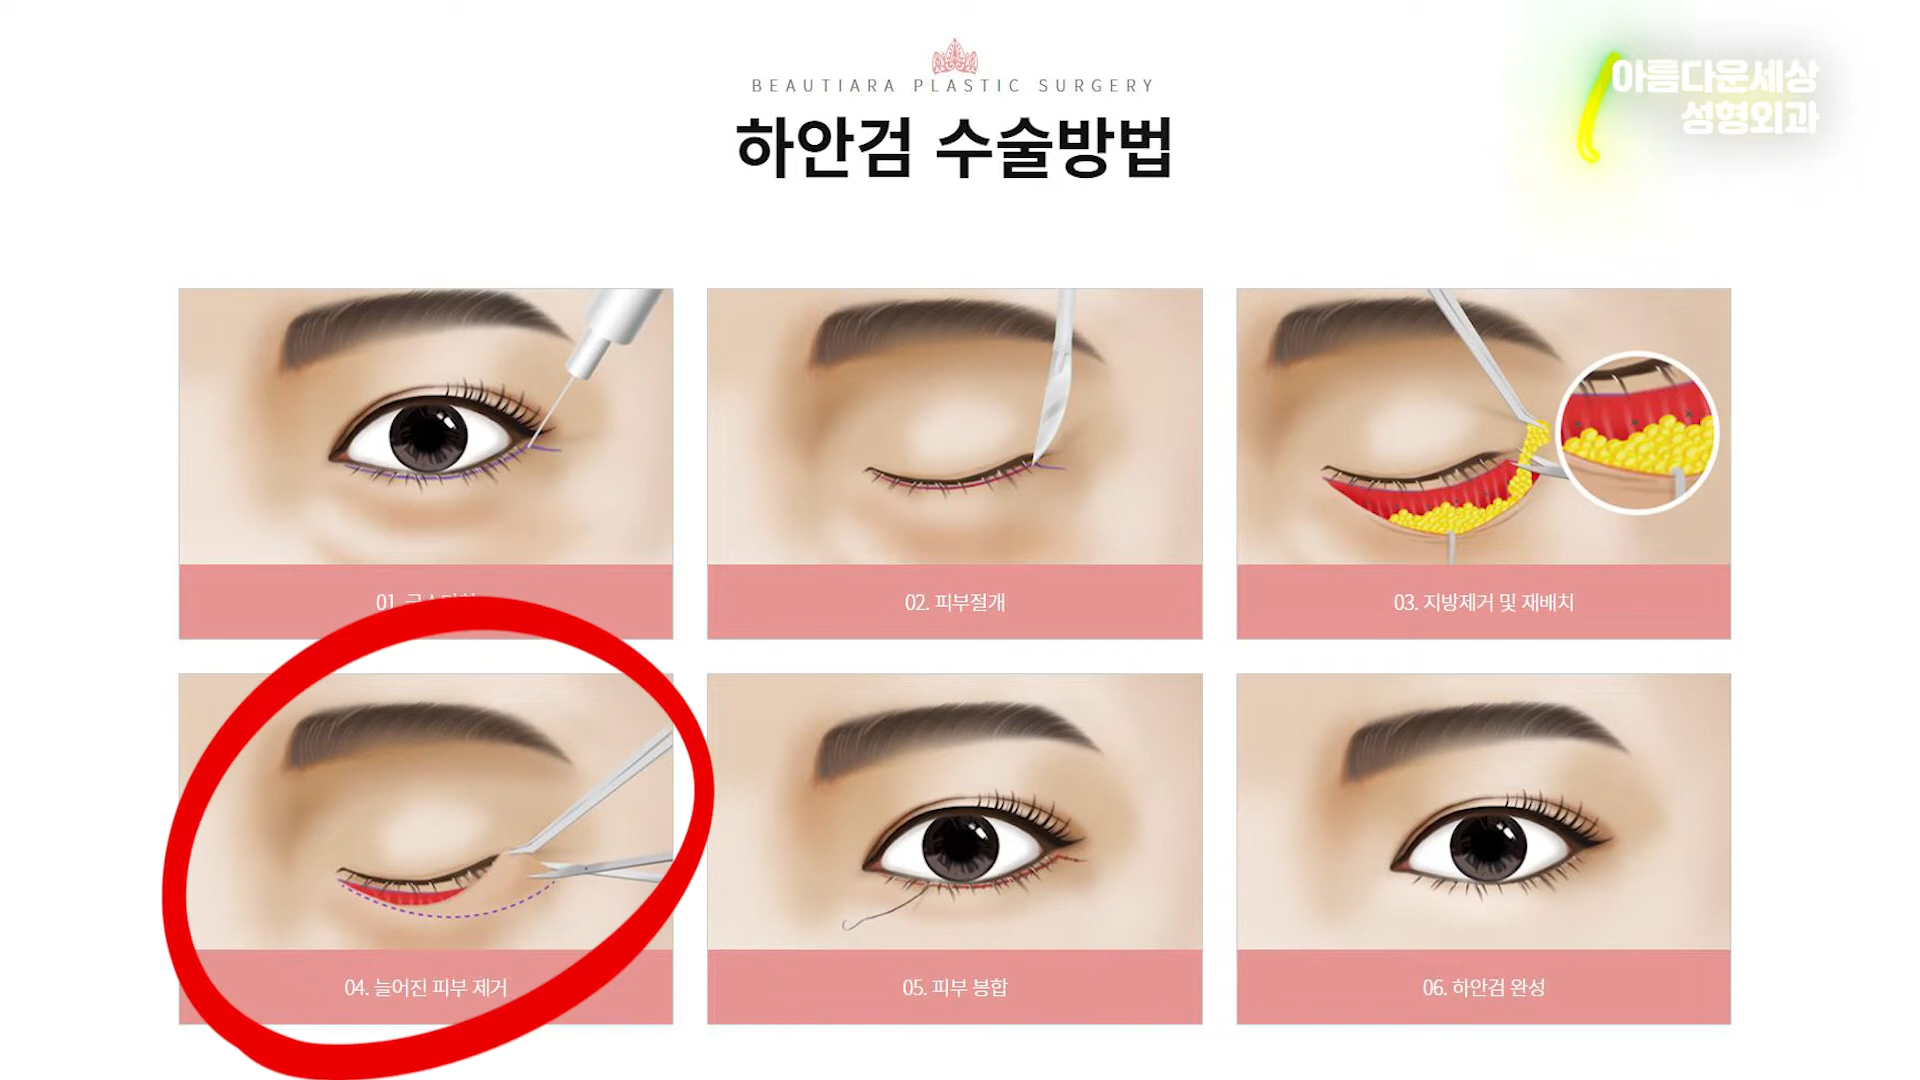 BEAUTIARA PLASTIC SURGERY
하안검 수술방법
아름다운세상
성형외과
01.
02. 피부절개
03. 지방제거 및 재배치
04. 늘어진 피부 제거
05. 피부 봉합
06. 하안검 완성